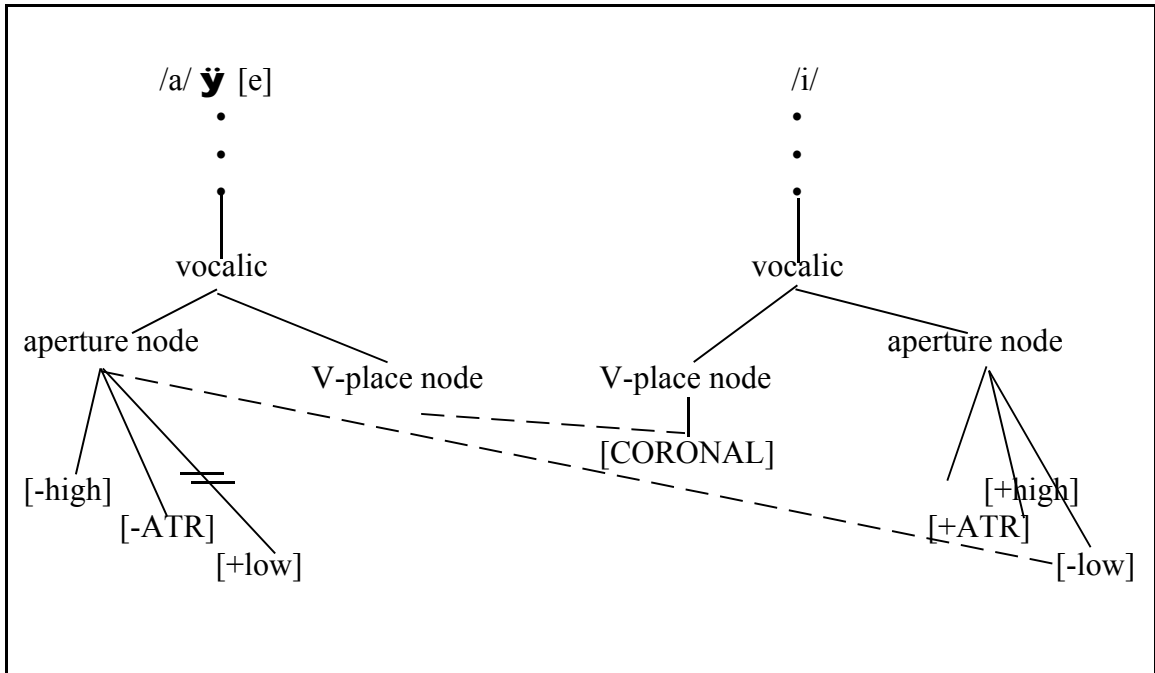 /a/ ÿ [e] /i/
vocalic vocalic
aperture node aperture node
V-place node V-place node
[CORONAL]
[-high] [+high]
[-ATR] [+ATR]
[+low] [-low]